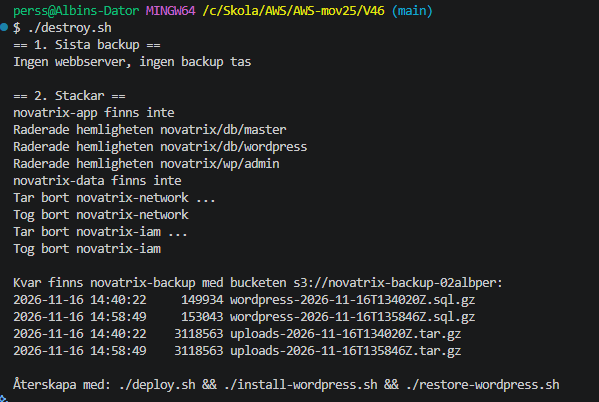 perss@Albins-Dator MINGW64 /c/Skola/AWS/AWS-mov25/V46 (main)
$ ./destroy.sh
== 1. Sista backup ==
Ingen webbserver, ingen backup tas
== 2. Stackar ==
novatrix-app finns inte
Raderade hemligheten novatrix/db/master
Raderade hemligheten novatrix/db/wordpress
Raderade hemligheten novatrix/wp/admin
novatrix-data finns inte
Tar bort novatrix-network ...
Tog bort novatrix-network
Tar bort novatrix-iam ...
Tog bort novatrix-iam
Kvar finns novatrix-backup med bucketen s3://novatrix-backup-02albper:
2026-11-16 14:40:22     149934 wordpress-2026-11-16T134020Z.sql.gz
2026-11-16 14:58:49     153043 wordpress-2026-11-16T135846Z.sql.gz
2026-11-16 14:40:22    3118563 uploads-2026-11-16T134020Z.tar.gz
2026-11-16 14:58:49    3118563 uploads-2026-11-16T135846Z.tar.gz
Återskapa med: ./deploy.sh && ./install-wordpress.sh && ./restore-wordpress.sh